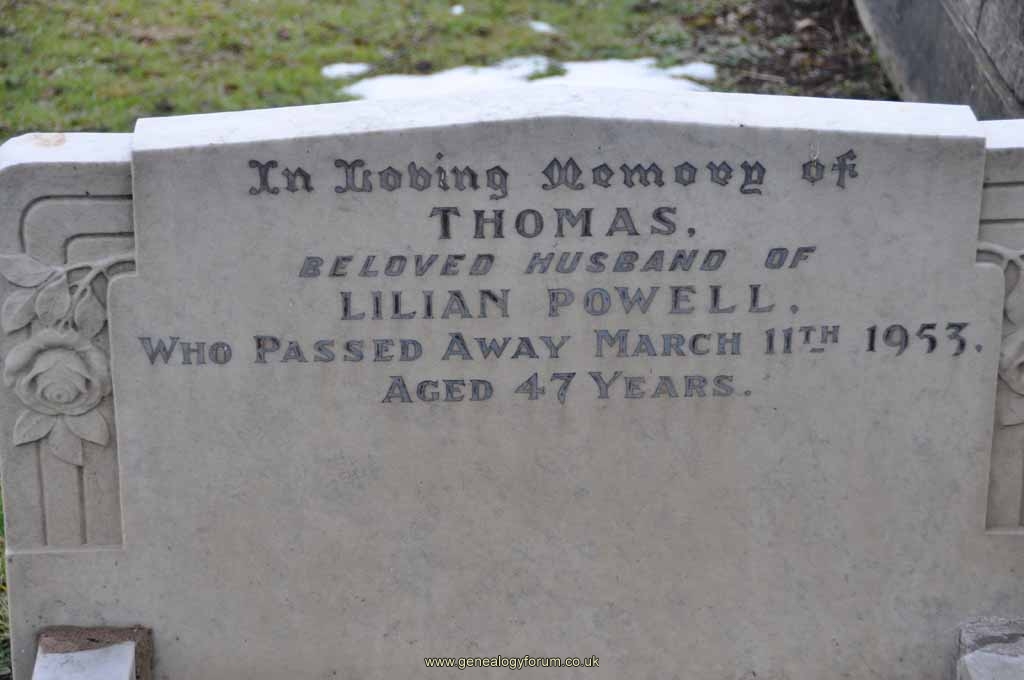 In Loving Memory of
THOMAS,
BELOVED HUSBAND OF
LILIAN POWELL,
WHO PASSED AWAY MARCH 11TH 1953.
AGED 47 YEARS.
www.genealogyforum.co.uk